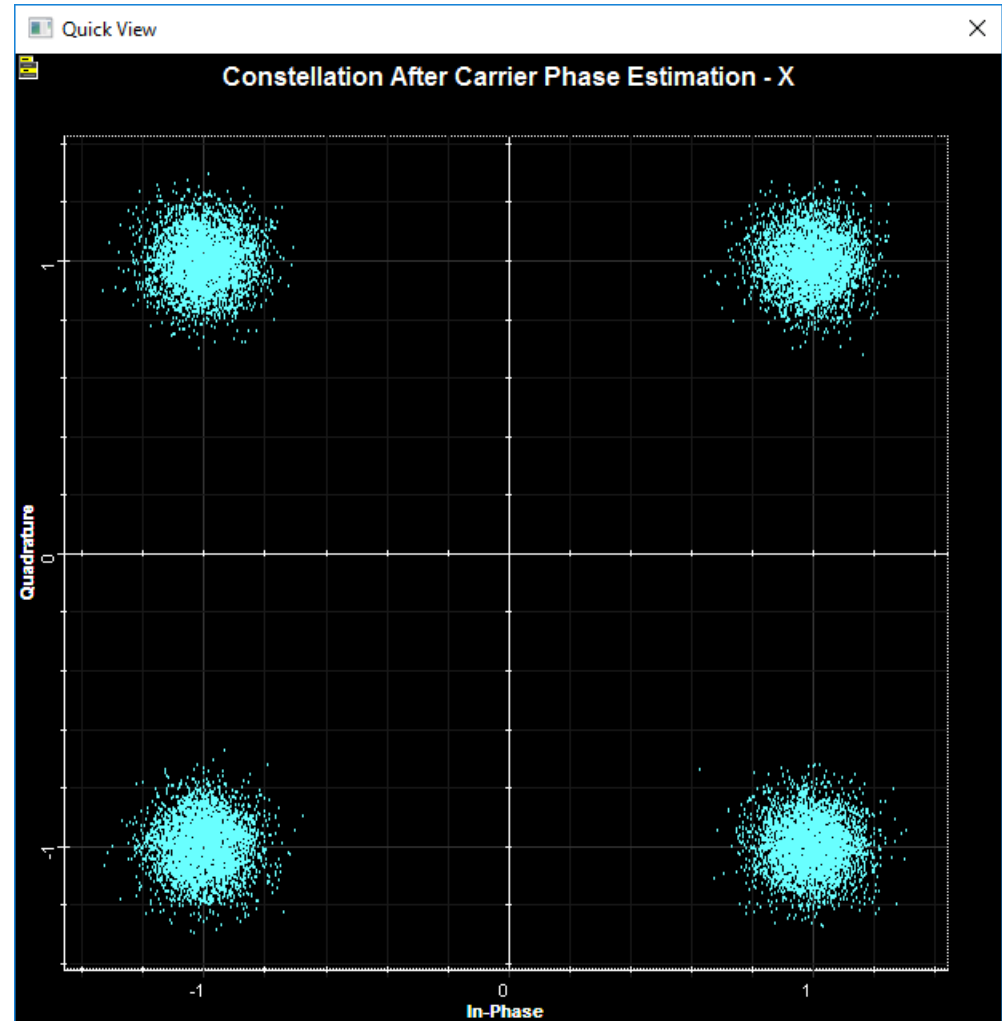 Quick View
Constellation After Carrier Phase Estimation - X
1
0
-1
Quadrature
-1
0
1
In-Phase